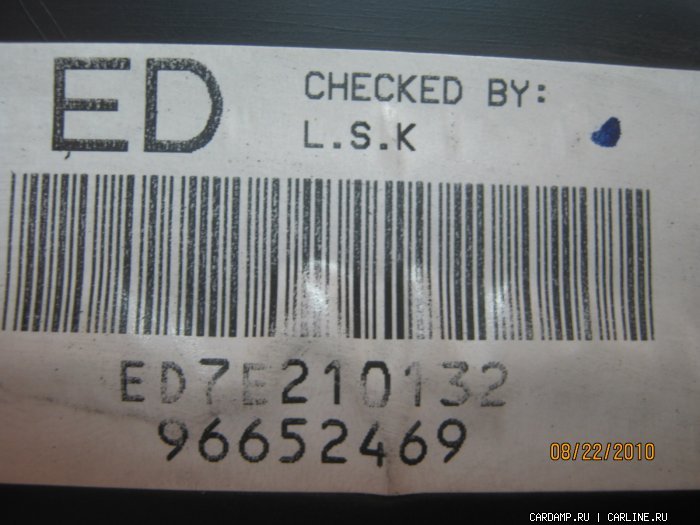 ED
CHECKED BY:
L.S.K
ED7E210132
96652469
08/22/2010
CARDAMP.RU | CARLINE.RU